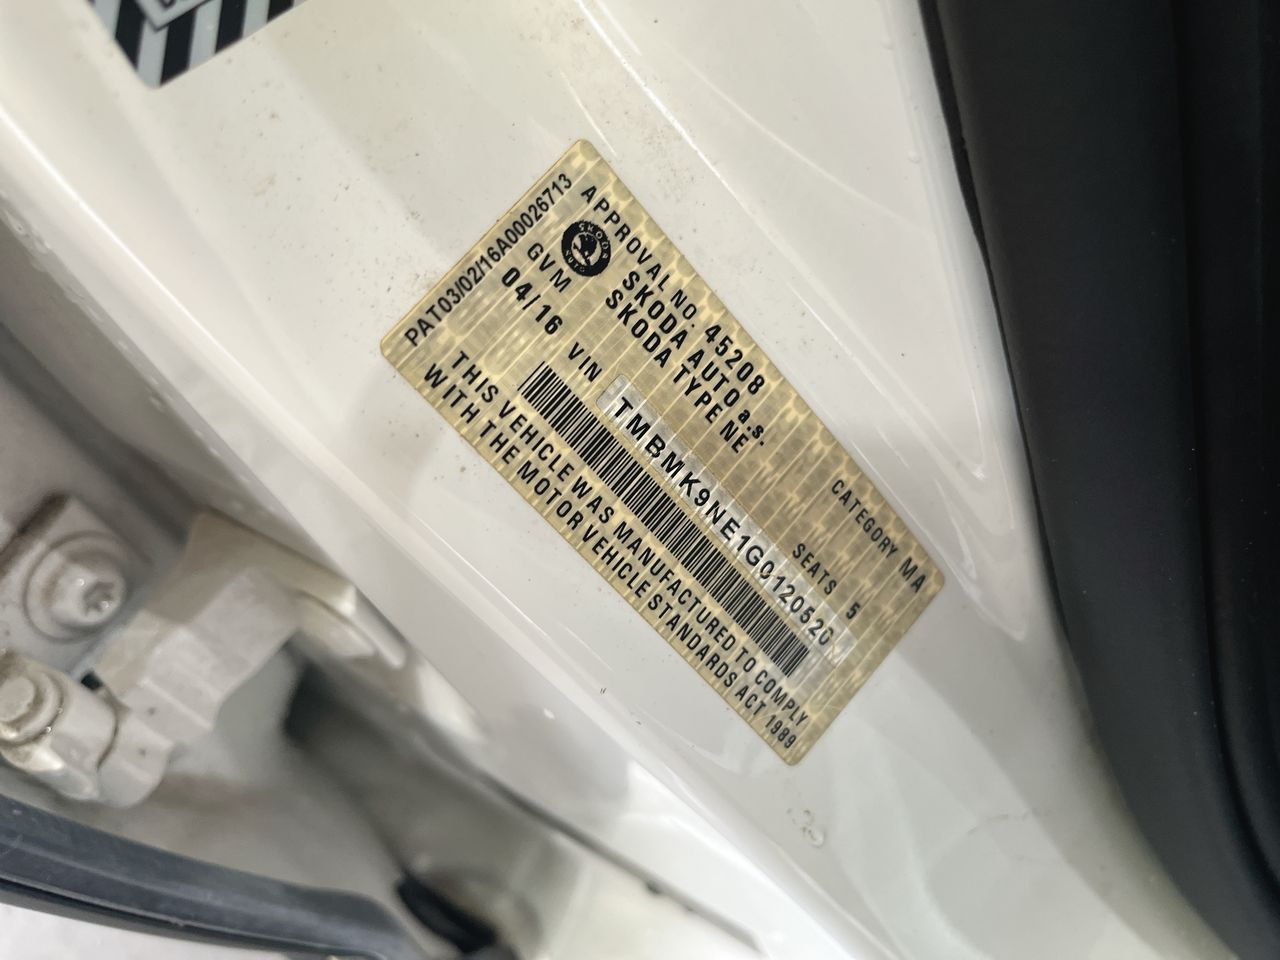 PAT03/02/16A00026713
APPROVAL NO. 45208
CATEGORY MA
SKODA AUTO a.s.
GVM
SKODA TYPE NE
SEATS 5
04/16
VIN
TMBMK9NE1G0120520
THIS VEHICLE WAS MANUFACTURED TO COMPLY
WITH THE MOTOR VEHICLE STANDARDS ACT 1989